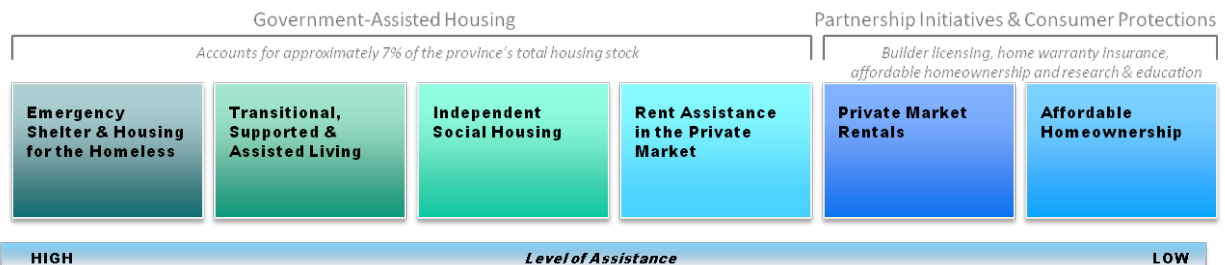 Government-Assisted Housing
Partnership Initiatives & Consumer Protections
Accounts for approximately 7% of the province's total housing stock
Builder licensing, home warranty insurance,
affordable homeownership and research & education
Emergency
Shelter & Housing
for the Homeless
Transitional,
Supported &
Assisted Living
Independent
Social Housing
Rent Assistance
in the Private
Market
Private Market
Rentals
Affordable
Homeownership
HIGH
Level of Assistance
LOW